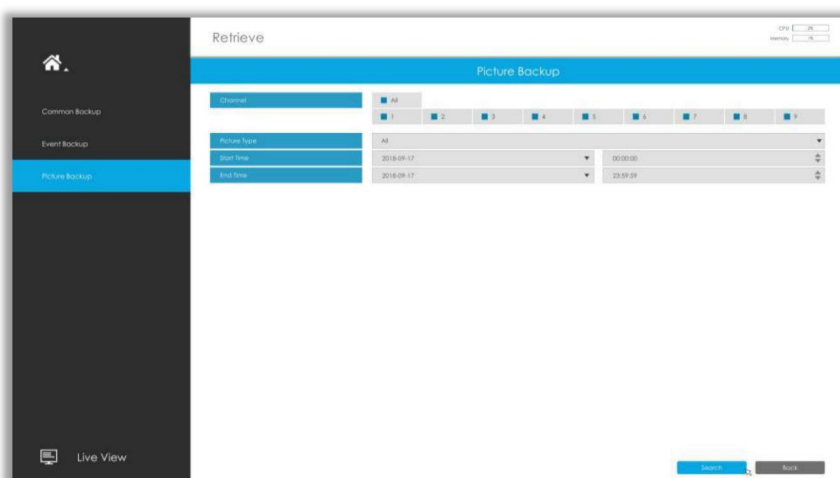 Retrieve
CPU
Memory
Picture Backup
Common Backup
Event Backup
Picture Backup
Channel
All
1 2 3 4 5 6 7 8 9
Picture Type
All
Start Time
2018-09-17
00:00:00
End Time
2018-09-17
23:59:59
Live View
Search
Back